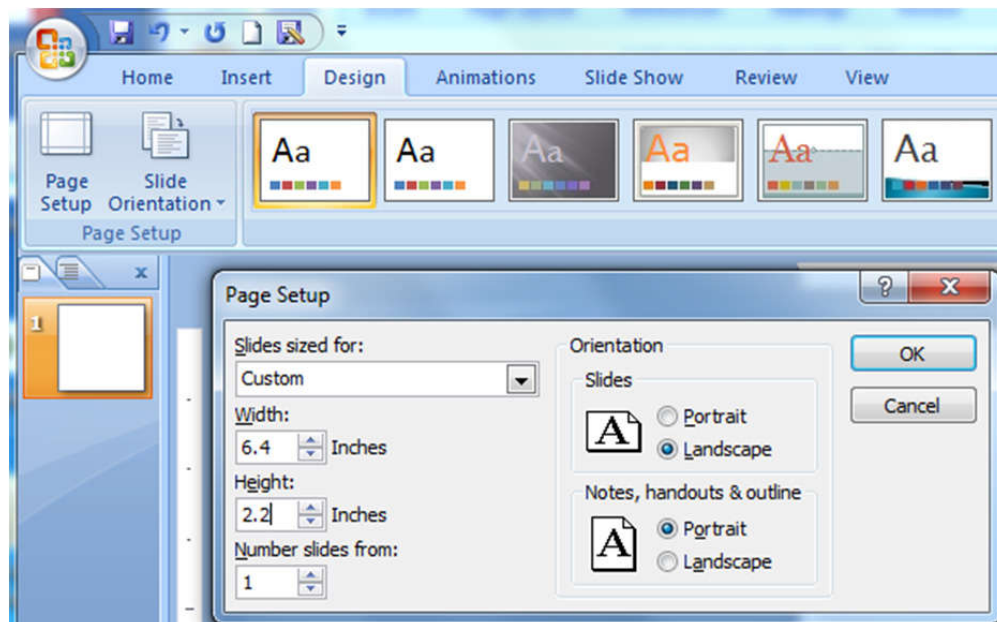 Home Insert Design Animations Slide Show Review View
Aa Aa Aa Aa Aa Aa
Page Setup
Slide Orientation
Page Setup
x
1
Page Setup
? x
Slides sized for:
Custom
Width:
6.4 Inches
Height:
2.2 Inches
Number slides from:
1
Orientation
Slides
A
Portrait
Landscape
Notes, handouts & outline
A
Portrait
Landscape
OK
Cancel